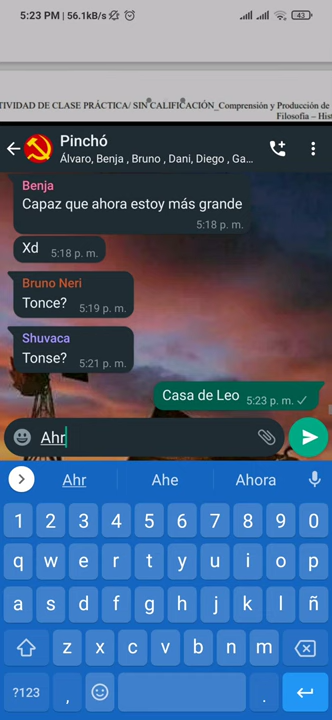 5:23 PM | 56.1kB/s
43
TIVIDAD DE CLASE PRÁCTICA/ SIN CALIFICACIÓN_Comprensión y Producción de
Filosofía – Hist
Pinchó
Álvaro, Benja , Bruno , Dani, Diego , Ga...
Benja
Capaz que ahora estoy más grande
5:18 p. m.
Xd
5:18 p. m.
Bruno Neri
Tonce?
5:19 p. m.
Shuvaca
Tonse?
5:21 p. m.
Casa de Leo
5:23 p. m.
Ahr
Ahr Ahe Ahora
1 2 3 4 5 6 7 8 9 0
q w e r t y u i o p
a s d f g h j k l ñ
z x c v b n m
?123 , .